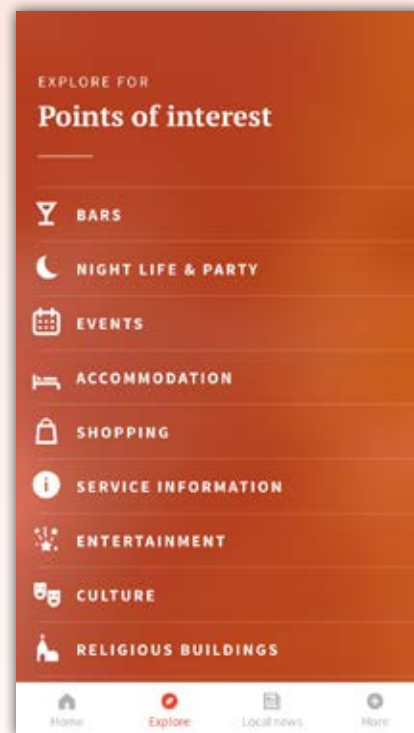 EXPLORE FOR
Points of interest
BARS
NIGHT LIFE & PARTY
EVENTS
ACCOMMODATION
SHOPPING
SERVICE INFORMATION
ENTERTAINMENT
CULTURE
RELIGIOUS BUILDINGS
Home
Explore
Local news
More